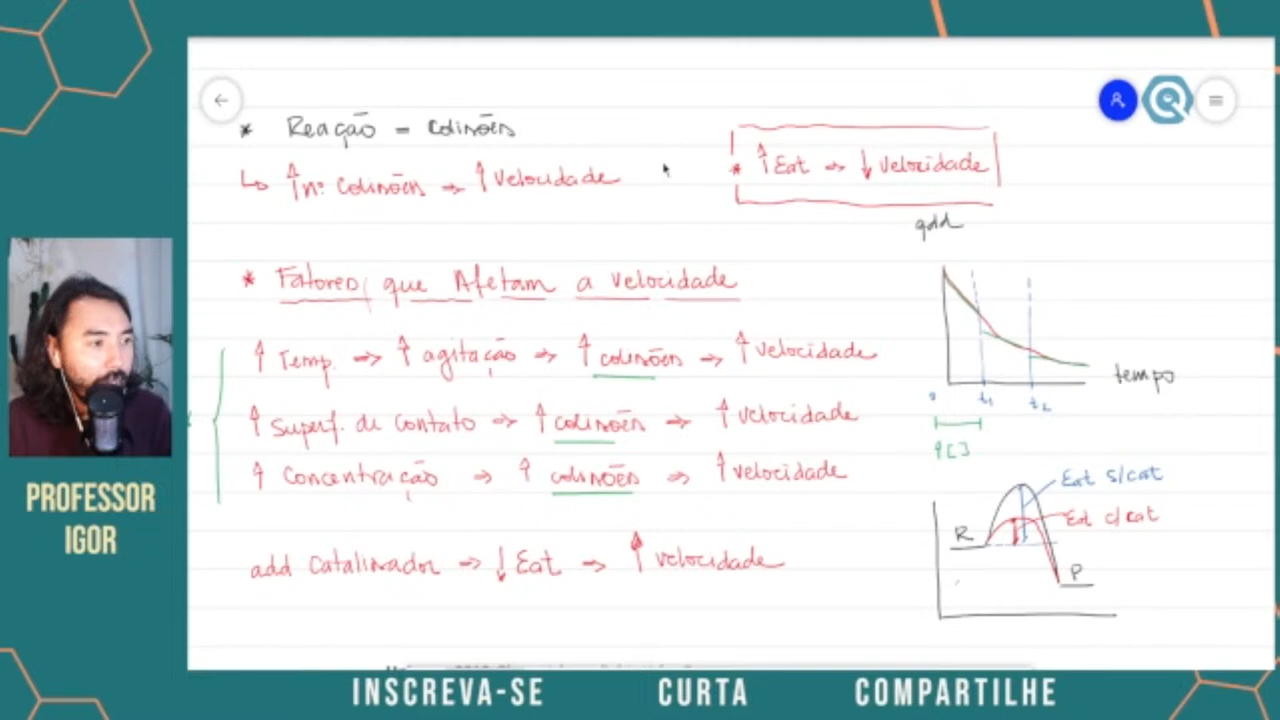 * Reação = Colisões
↳ ↑ nº Colisões → ↑ velocidade
* ↑ Eat → ↓ velocidade
* Fatores que Afetam a velocidade
↑ Temp. → ↑ agitação → ↑ colisões → ↑ velocidade
↑ Superf. de Contato → ↑ colisões → ↑ velocidade
↑ Concentração → ↑ colisões → ↑ velocidade
add Catalisador → ↓ Eat → ↑ velocidade
tempo
t₁ t₂
↑[ ]
Eat s/cat
Eat c/cat
R
P
PROFESSOR
IGOR
INSCREVA-SE CURTA COMPARTILHE